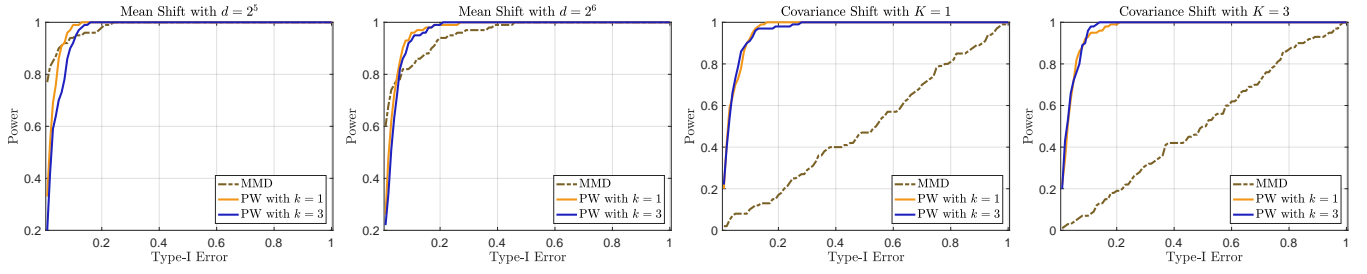 Mean Shift with d = 2^5
Power
1
0.8
0.6
0.4
0.2
0.2 0.4 0.6 0.8 1
Type-I Error
MMD
PW with k = 1
PW with k = 3
Mean Shift with d = 2^6
Power
1
0.8
0.6
0.4
0.2
0.2 0.4 0.6 0.8 1
Type-I Error
MMD
PW with k = 1
PW with k = 3
Covariance Shift with K = 1
Power
1
0.8
0.6
0.4
0.2
0
0.2 0.4 0.6 0.8 1
Type-I Error
MMD
PW with k = 1
PW with k = 3
Covariance Shift with K = 3
Power
1
0.8
0.6
0.4
0.2
0
0.2 0.4 0.6 0.8 1
Type-I Error
MMD
PW with k = 1
PW with k = 3